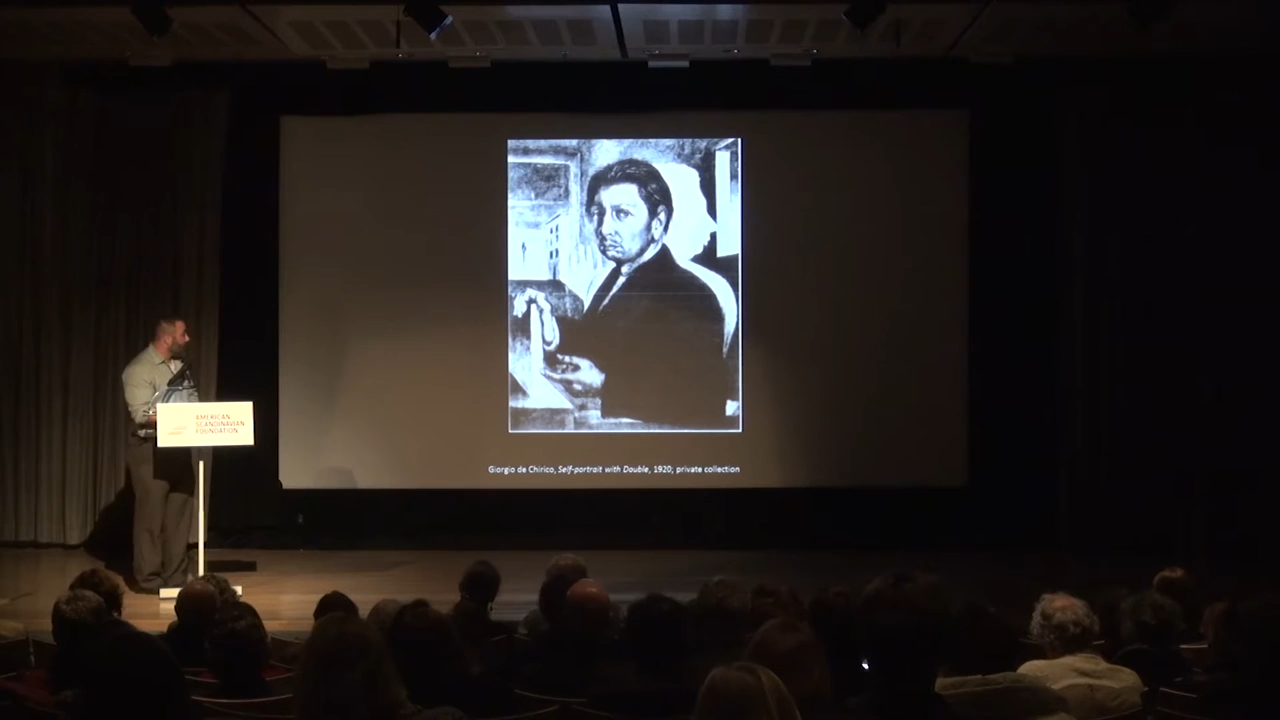 AMERICAN
SCANDINAVIAN
FOUNDATION
Giorgio de Chirico, Self-portrait with Double, 1920; private collection